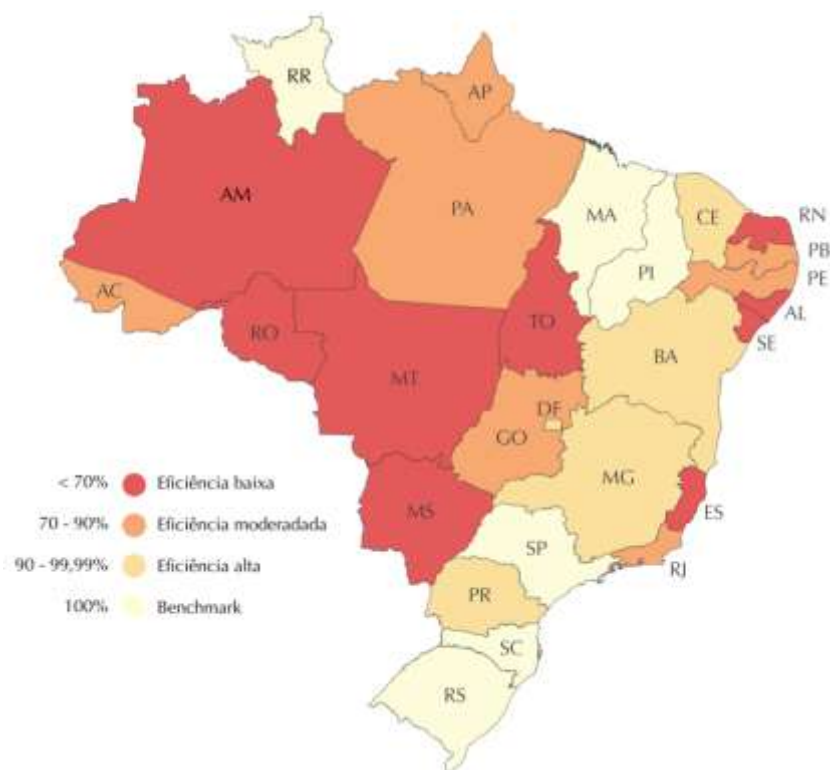 RR
AP
AM
PA
MA
CE
RN
PB
PI
PE
AC
AL
TO
RO
SE
BA
MT
DF
GO
< 70% Eficiência baixa
MG
MS
ES
70 - 90% Eficiência moderadada
SP
90 - 99,99% Eficiência alta
RJ
PR
100% Benchmark
SC
RS